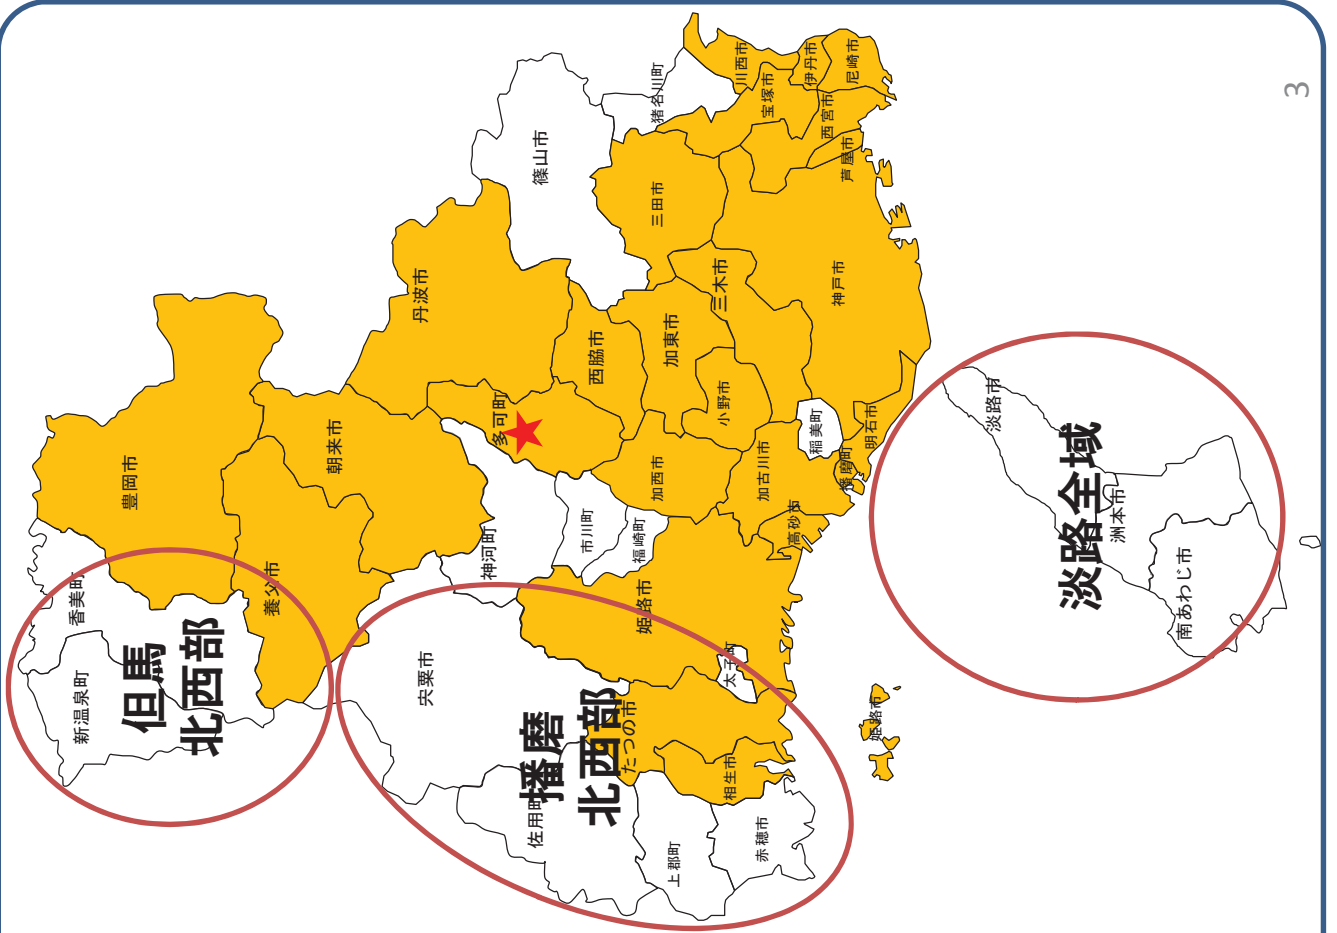 川西市
伊丹市
尼崎市
猪名川町
宝塚市
西宮市
芦屋市
篠山市
三田市
丹波市
三木市
神戸市
西脇市
加東市
多可町
小野市
稲美町
明石市
淡路市
豊岡市
朝来市
加西市
加古川市
播磨町
淡路全域
洲本市
神河町
市川町
福崎町
高砂市
香美町
養父市
姫路市
南あわじ市
新温泉町
但馬
北西部
宍粟市
太子町
播磨
北西部
たつの市
姫路市
相生市
佐用町
上郡町
赤穂市
3